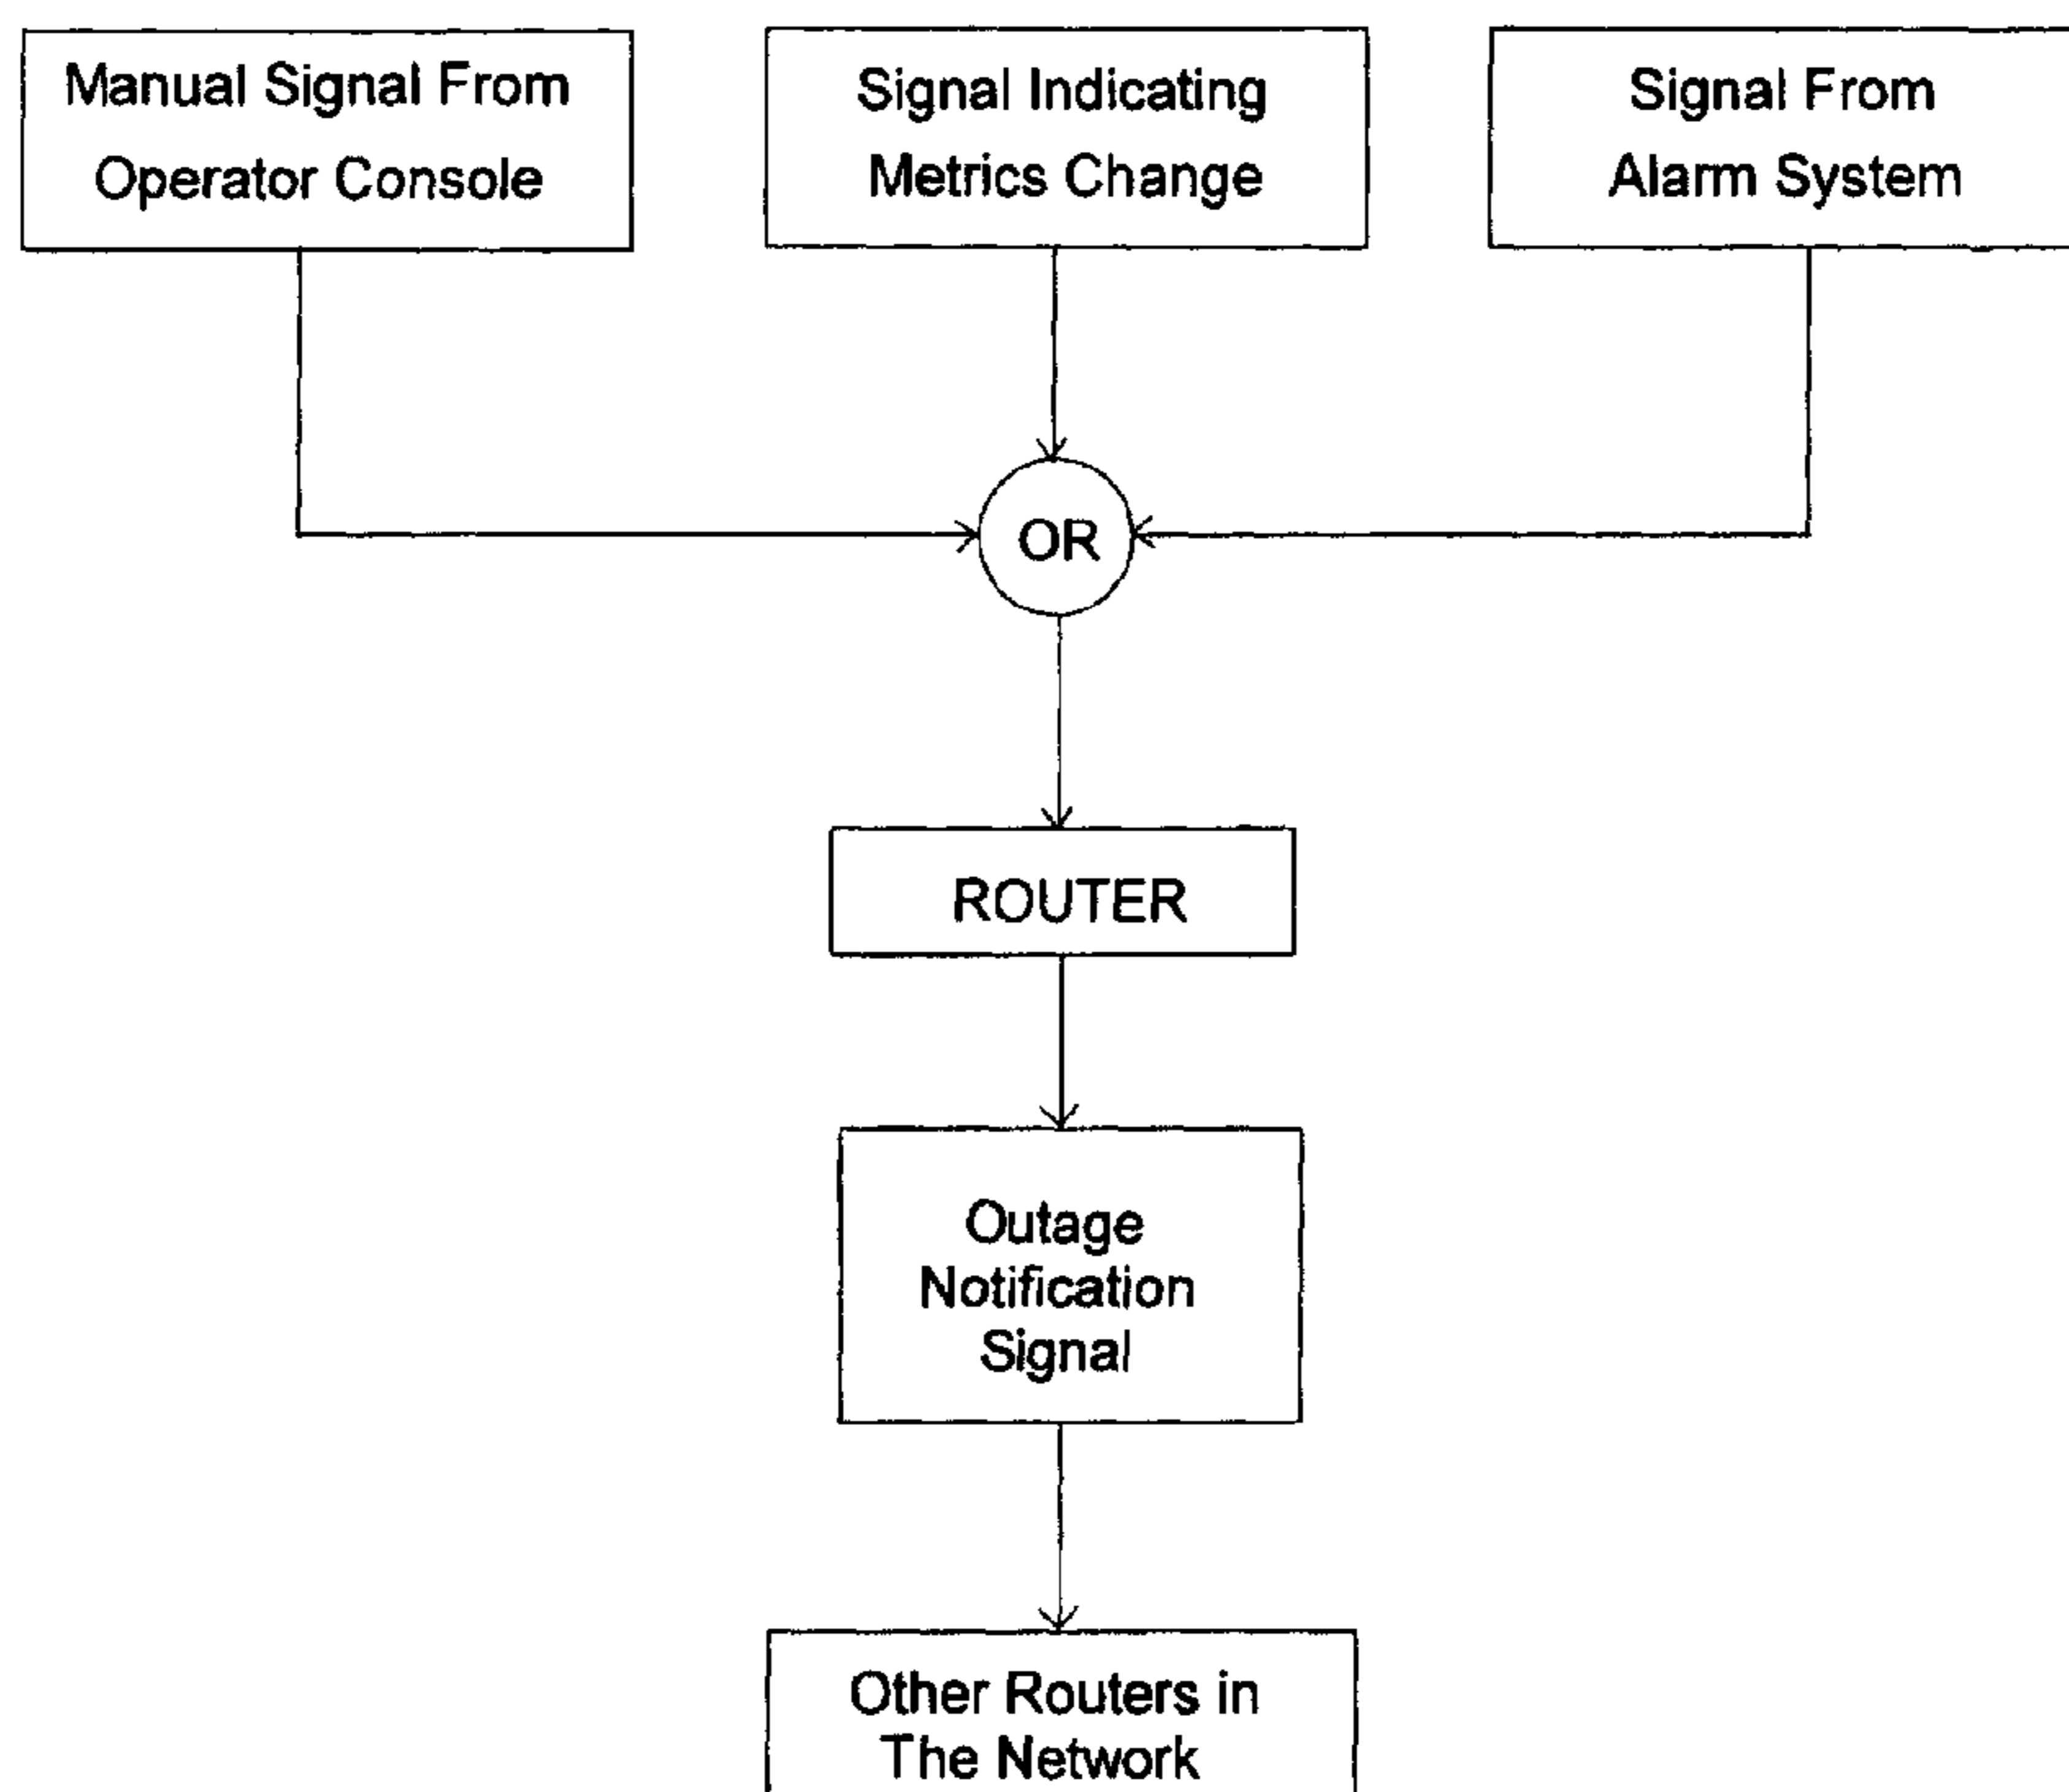 Manual Signal From
Operator Console
Signal Indicating
Metrics Change
Signal From
Alarm System
OR
ROUTER
Outage
Notification
Signal
Other Routers in
The Network